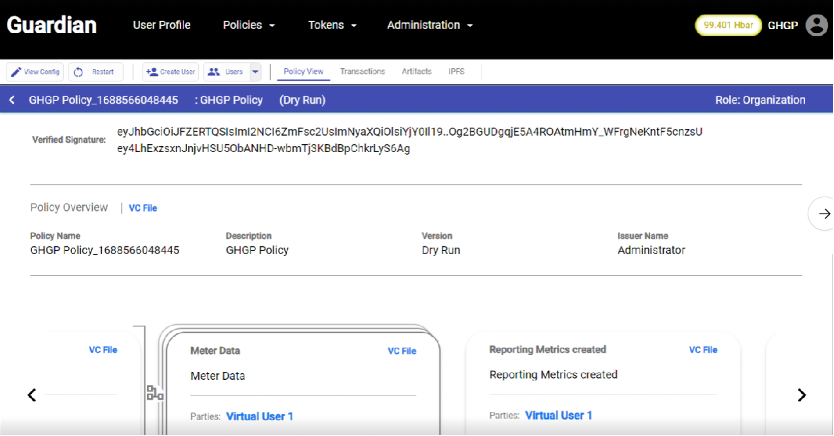 Guardian
User Profile
Policies
Tokens
Administration
99.401 Hbar
GHGP
View Config
Restart
Create User
Users
Policy View
Transactions
Artifacts
IPFS
GHGP Policy_1688566048445 : GHGP Policy (Dry Run)
Role: Organization
Verified Signature:
eyJhbGciOiJFZERTQSIsImI2NCI6ZmFsc2UsImNyaXQiOlsiYjY0Il19..Og2BGUDgqjE5A4ROAtmHmY_WFrgNeKntF5cnzsU
ey4LhExzsxnJnjvHSU5ObANHD-wbmTj3KBdBpChkrLyS6Ag
Policy Overview
VC File
Policy Name
Description
Version
Issuer Name
GHGP Policy_1688566048445
GHGP Policy
Dry Run
Administrator
VC File
Meter Data
VC File
Meter Data
Parties: Virtual User 1
Reporting Metrics created
VC File
Reporting Metrics created
Parties: Virtual User 1